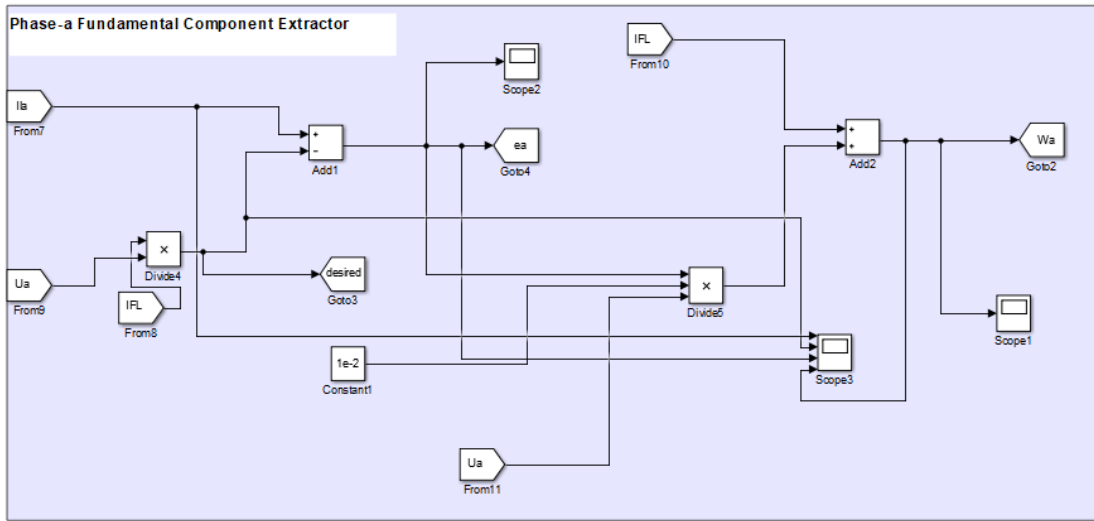 Phase-a Fundamental Component Extractor
IFL
From10
Scope2
Ila
From7
+
−
Add1
ea
Goto4
+
+
Add2
Wa
Goto2
×
Divide4
Ua
From9
IFL
From8
desired
Goto3
×
Divide5
Scope1
1e-2
Constant1
Scope3
Ua
From11